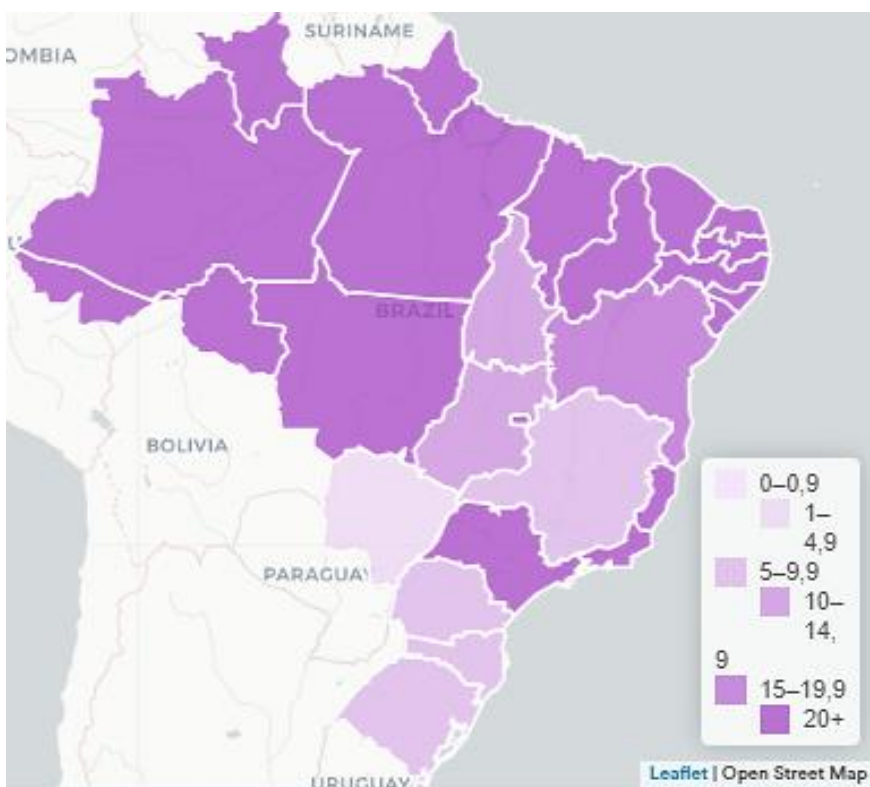 SURINAME
OMBIA
BRAZIL
BOLIVIA
PARAGUAY
URUGUAY
0–0,9
1–
4,9
5–9,9
10–
14,
9
15–19,9
20+
Leaflet | Open Street Map